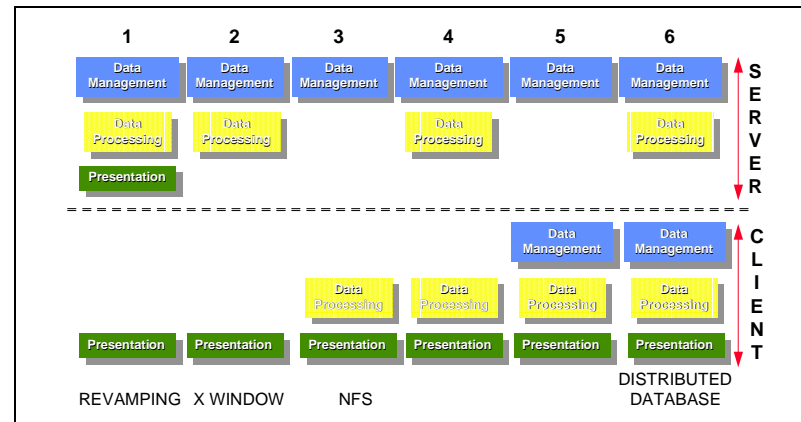 1 2 3 4 5 6
Data Management Data Management Data Management Data Management Data Management Data Management
Data Processing Data Processing Data Processing Data Processing
Presentation
SERVER
Data Management Data Management
Data Processing Data Processing Data Processing Data Processing
Presentation Presentation Presentation Presentation Presentation Presentation
CLIENT
REVAMPING X WINDOW NFS DISTRIBUTED DATABASE